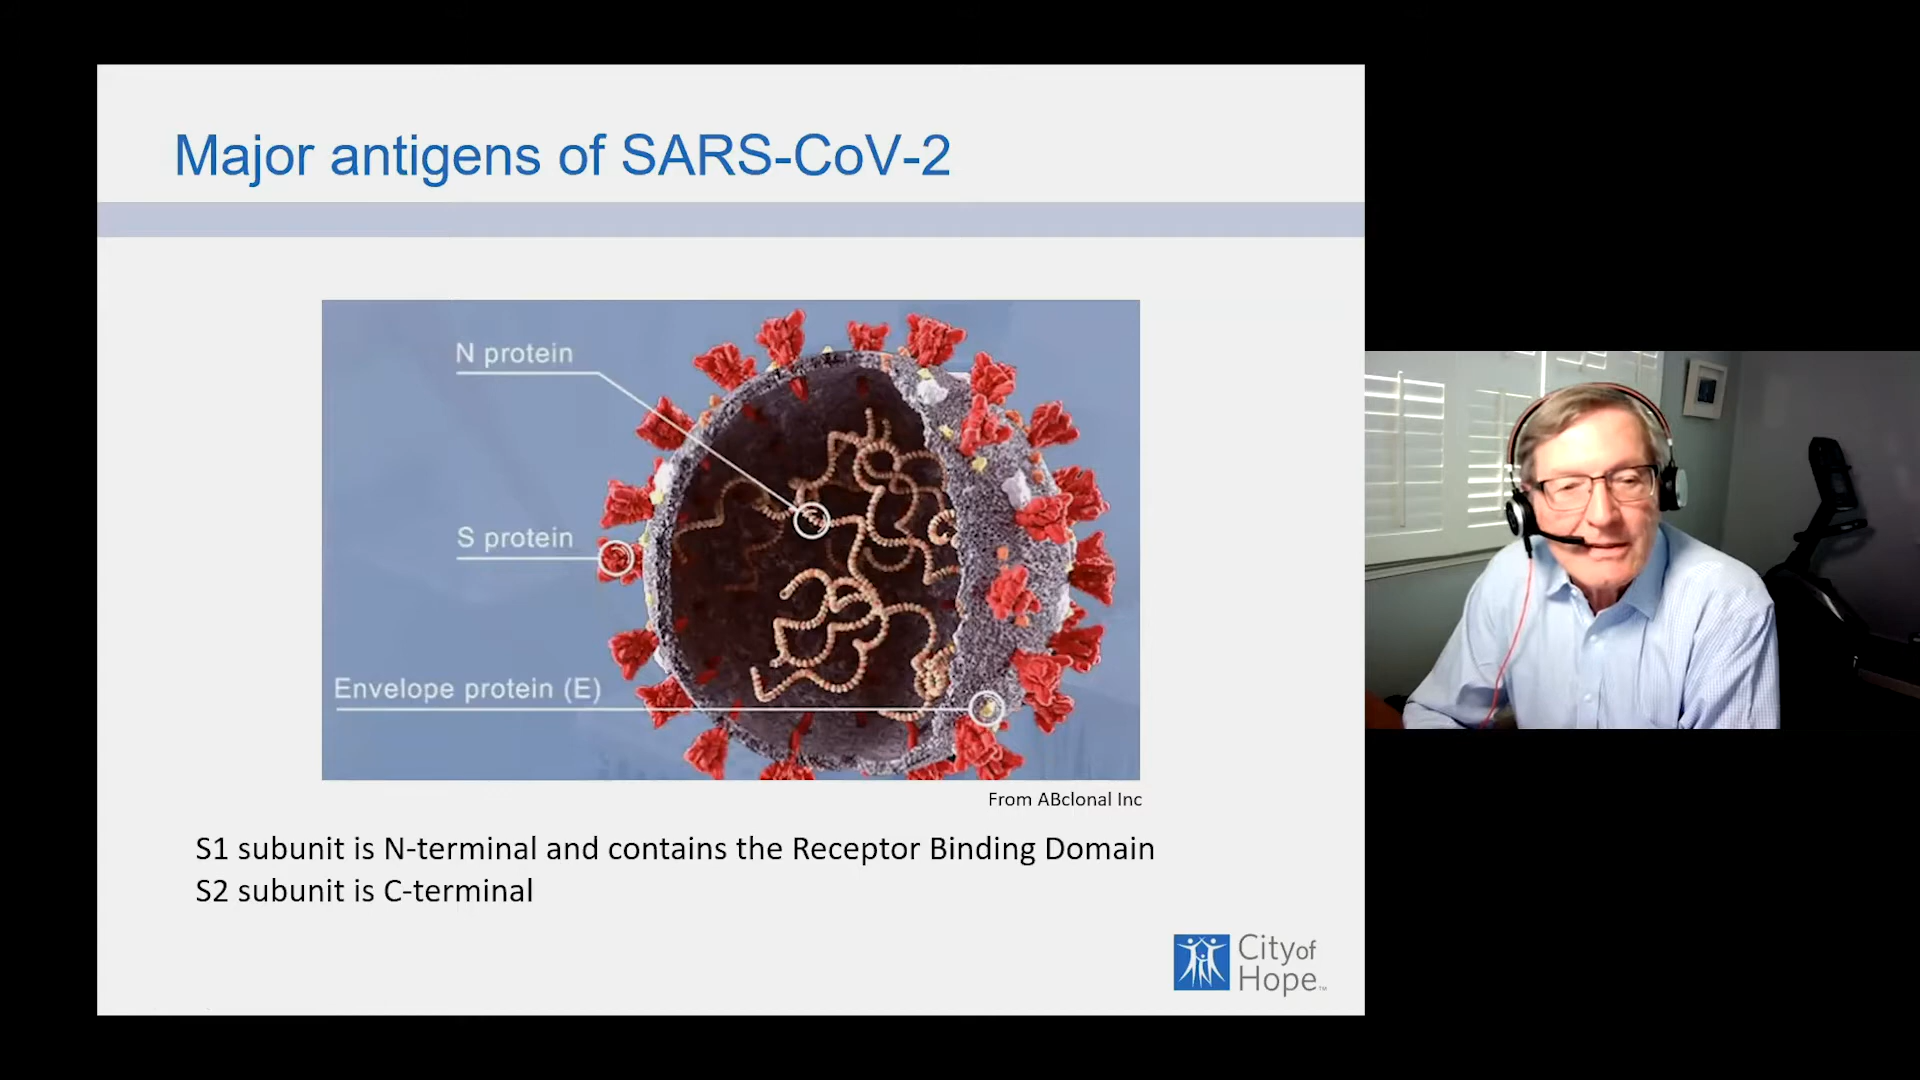 Major antigens of SARS-CoV-2
N protein
S protein
Envelope protein (E)
From ABclonal Inc
S1 subunit is N-terminal and contains the Receptor Binding Domain
S2 subunit is C-terminal
City of
Hope™